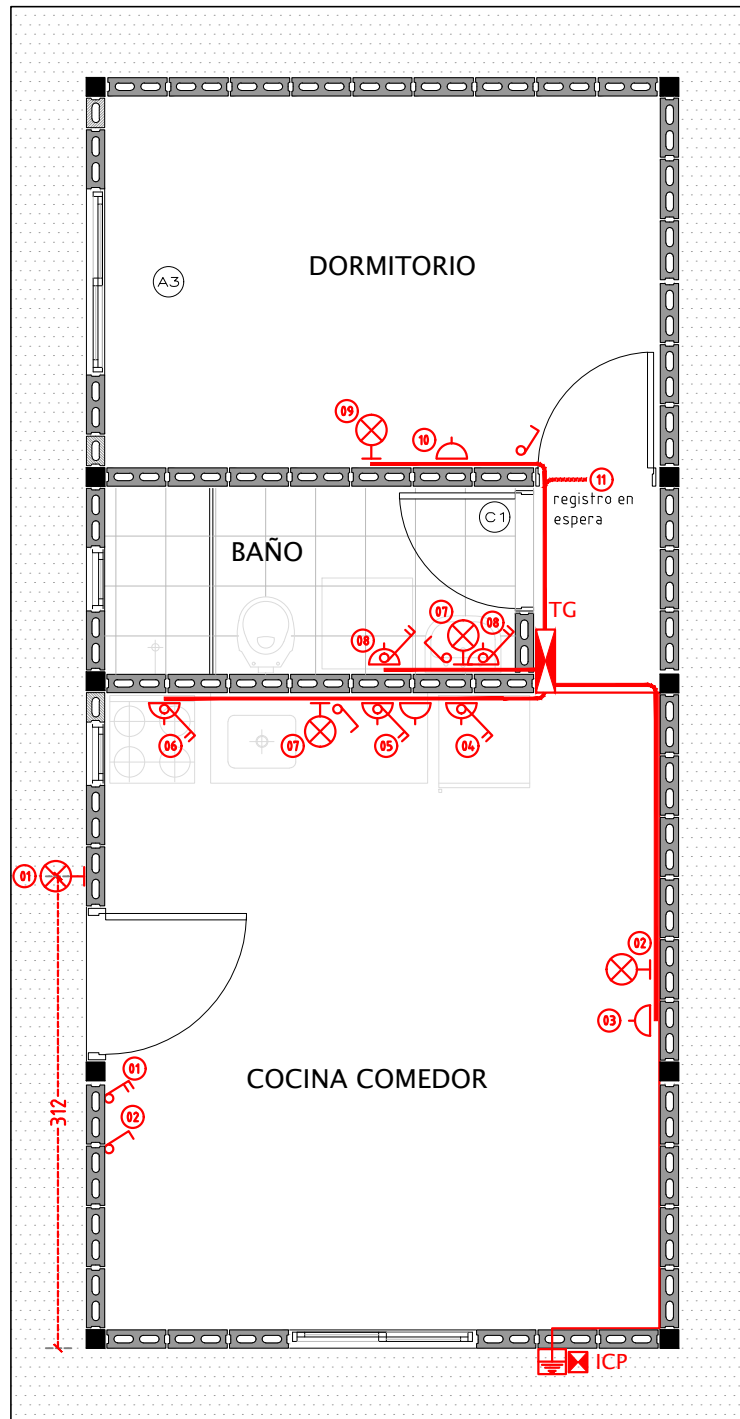 DORMITORIO
A3
09
10
11
registro en
espera
C1
BAÑO
TG
07
08
08
06
07
05
04
01
02
03
01
02
COCINA COMEDOR
312
ICP